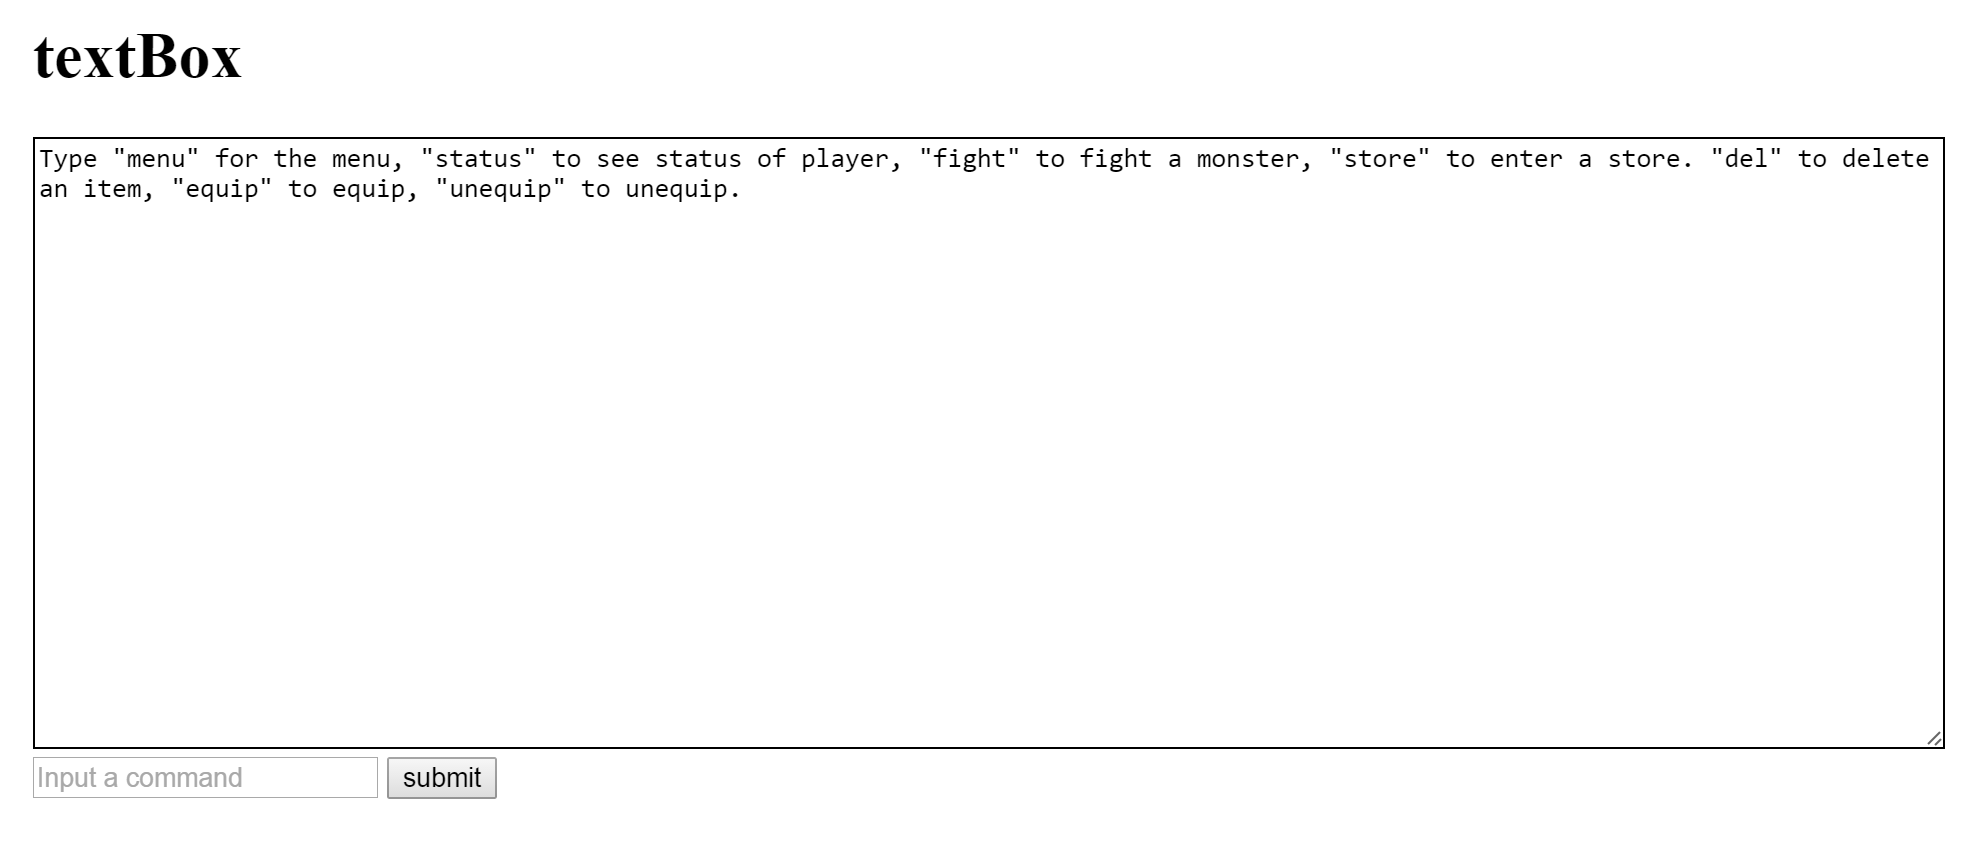 textBox
Type "menu" for the menu, "status" to see status of player, "fight" to fight a monster, "store" to enter a store. "del" to delete
an item, "equip" to equip, "unequip" to unequip.
Input a command submit